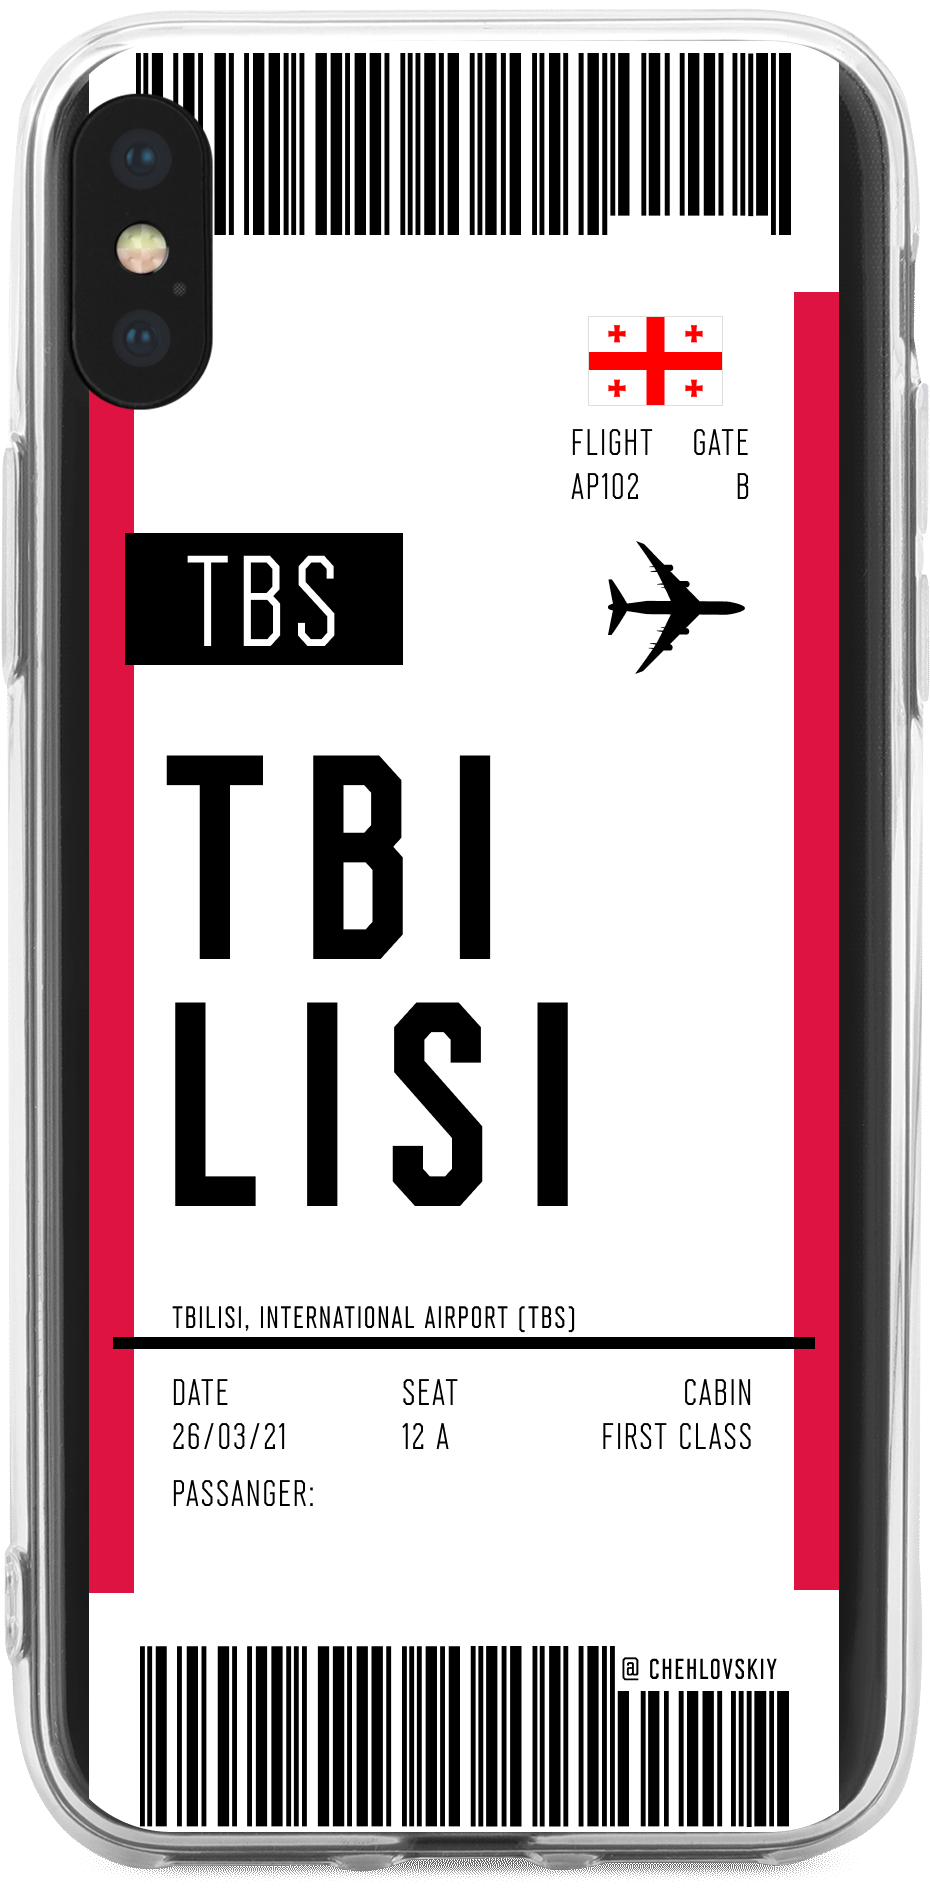 FLIGHT GATE
AP102 B
TBS
TBI
LISI
TBILISI, INTERNATIONAL AIRPORT (TBS)
DATE SEAT CABIN
26/03/21 12 A FIRST CLASS
PASSANGER:
@ CHEHLOVSKIY